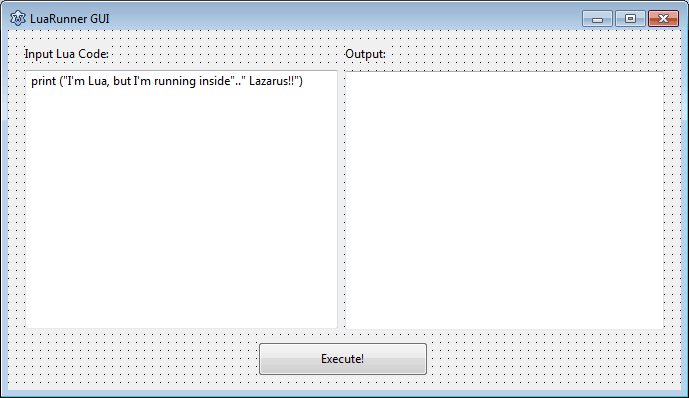 LuaRunner GUI
Input Lua Code:
Output:
print ("I'm Lua, but I'm running inside".." Lazarus!!")
Execute!